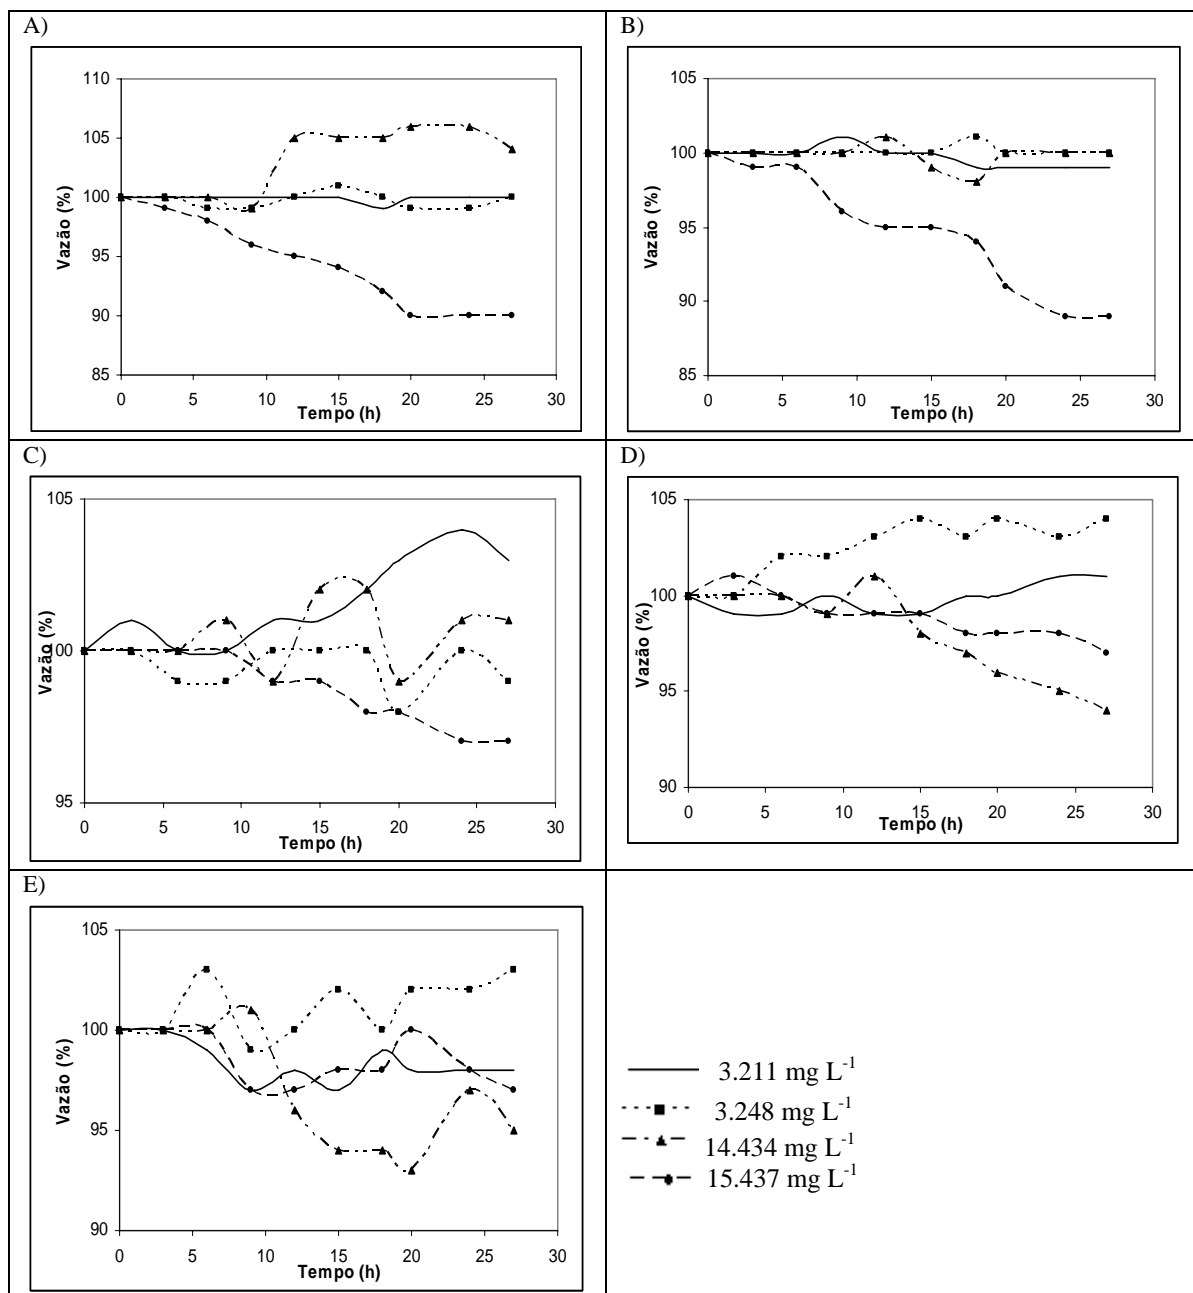 A)
110
105
100
95
90
85
Vazão (%)
0 5 10 15 20 25 30
Tempo (h)
B)
105
100
95
90
85
Vazão (%)
0 5 10 15 20 25 30
Tempo (h)
C)
105
100
95
Vazão (%)
0 5 10 15 20 25 30
Tempo (h)
D)
105
100
95
90
Vazão (%)
0 5 10 15 20 25 30
Tempo (h)
E)
105
100
95
90
Vazão (%)
0 5 10 15 20 25 30
Tempo (h)
3.211 mg L⁻¹
3.248 mg L⁻¹
14.434 mg L⁻¹
15.437 mg L⁻¹